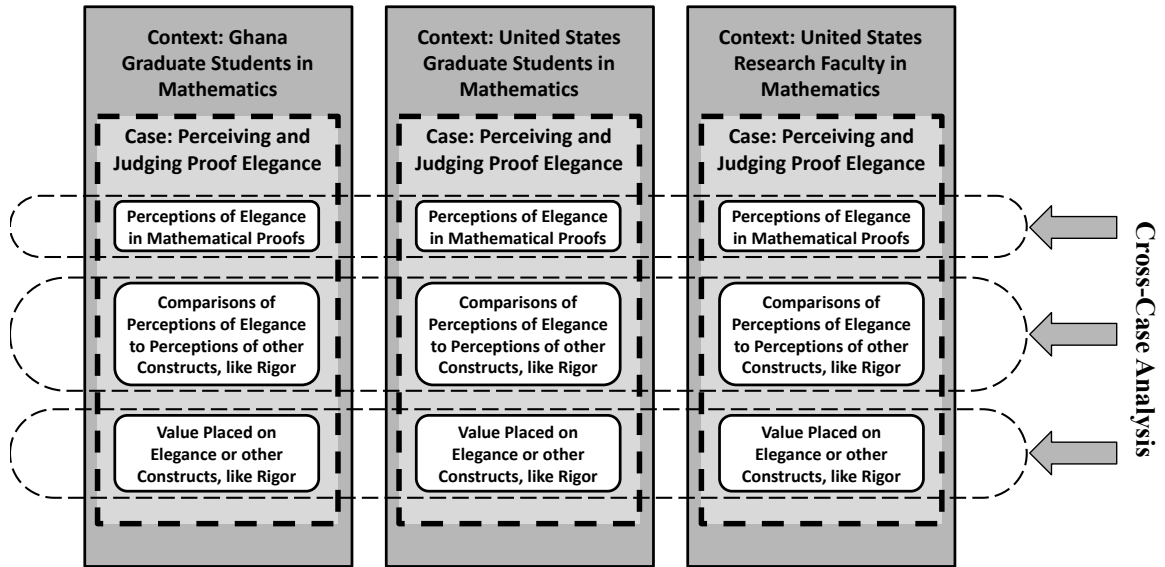 Context: Ghana
Graduate Students in
Mathematics
Case: Perceiving and
Judging Proof Elegance
Perceptions of Elegance
in Mathematical Proofs
Comparisons of
Perceptions of Elegance
to Perceptions of other
Constructs, like Rigor
Value Placed on
Elegance or other
Constructs, like Rigor
Context: United States
Graduate Students in
Mathematics
Case: Perceiving and
Judging Proof Elegance
Perceptions of Elegance
in Mathematical Proofs
Comparisons of
Perceptions of Elegance
to Perceptions of other
Constructs, like Rigor
Value Placed on
Elegance or other
Constructs, like Rigor
Context: United States
Research Faculty in
Mathematics
Case: Perceiving and
Judging Proof Elegance
Perceptions of Elegance
in Mathematical Proofs
Comparisons of
Perceptions of Elegance
to Perceptions of other
Constructs, like Rigor
Value Placed on
Elegance or other
Constructs, like Rigor
Cross-Case Analysis